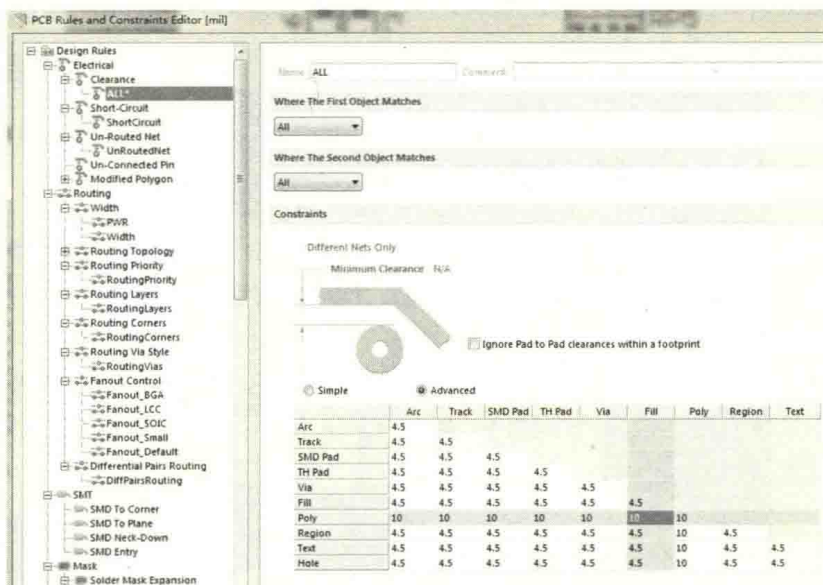 PCB Rules and Constraints Editor [mil]
Design Rules
Electrical
Clearance
ALL*
Short-Circuit
ShortCircuit
Un-Routed Net
UnRoutedNet
Un-Connected Pin
Modified Polygon
Routing
Width
PWR
Width
Routing Topology
Routing Priority
RoutingPriority
Routing Layers
RoutingLayers
Routing Corners
RoutingCorners
Routing Via Style
RoutingVias
Fanout Control
Fanout_BGA
Fanout_LCC
Fanout_SOIC
Fanout_Small
Fanout_Default
Differential Pairs Routing
DiffPairsRouting
SMT
SMD To Corner
SMD To Plane
SMD Neck-Down
SMD Entry
Mask
Solder Mask Expansion
Name ALL Comment
Where The First Object Matches
All
Where The Second Object Matches
All
Constraints
Different Nets Only
Minimum Clearance N/A
Ignore Pad to Pad clearances within a footprint
Simple Advanced
Arc Track SMD Pad TH Pad Via Fill Poly Region Text
Arc 4.5
Track 4.5 4.5
SMD Pad 4.5 4.5 4.5
TH Pad 4.5 4.5 4.5 4.5
Via 4.5 4.5 4.5 4.5 4.5
Fill 4.5 4.5 4.5 4.5 4.5 4.5
Poly 10 10 10 10 10 10 10
Region 4.5 4.5 4.5 4.5 4.5 4.5 10 4.5
Text 4.5 4.5 4.5 4.5 4.5 4.5 10 4.5 4.5
Hole 4.5 4.5 4.5 4.5 4.5 4.5 10 4.5 4.5